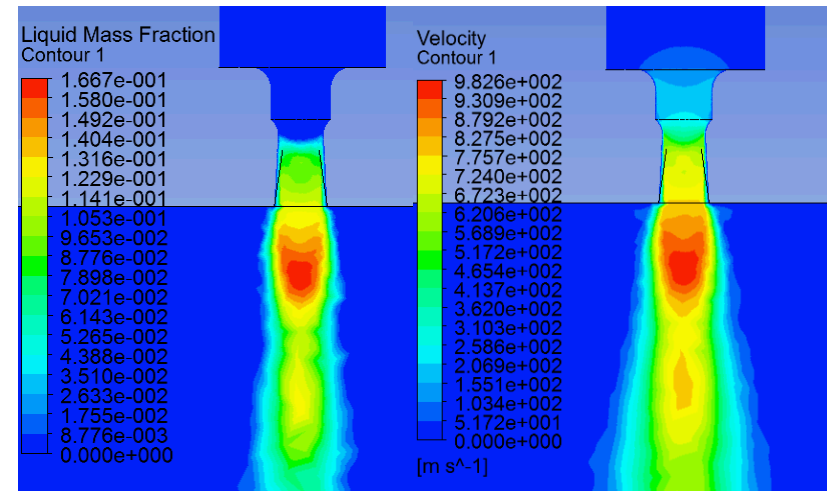 Liquid Mass Fraction
Contour 1
1.667e-001
1.580e-001
1.492e-001
1.404e-001
1.316e-001
1.229e-001
1.141e-001
1.053e-001
9.653e-002
8.776e-002
7.898e-002
7.021e-002
6.143e-002
5.265e-002
4.388e-002
3.510e-002
2.633e-002
1.755e-002
8.776e-003
0.000e+000
Velocity
Contour 1
9.826e+002
9.309e+002
8.792e+002
8.275e+002
7.757e+002
7.240e+002
6.723e+002
6.206e+002
5.689e+002
5.172e+002
4.654e+002
4.137e+002
3.620e+002
3.103e+002
2.586e+002
2.069e+002
1.551e+002
1.034e+002
5.172e+001
0.000e+000
[m s^-1]